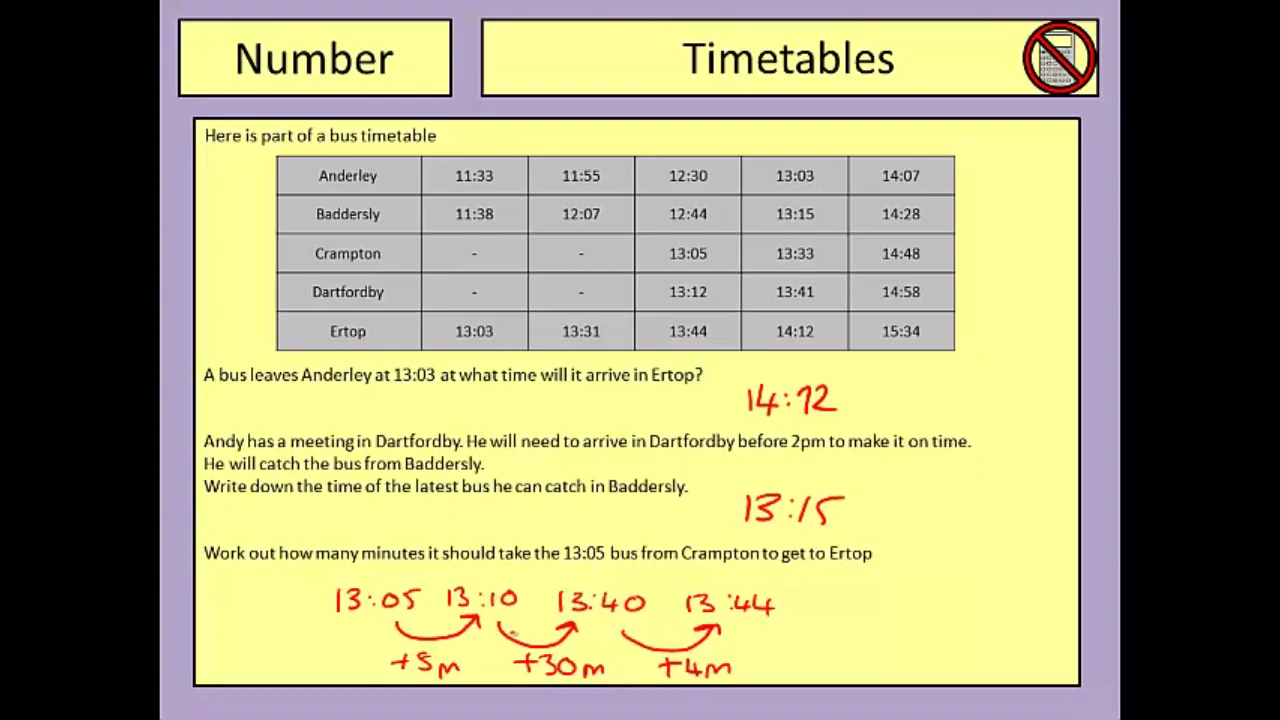 Number
Timetables
Here is part of a bus timetable
Anderley 11:33 11:55 12:30 13:03 14:07
Baddersly 11:38 12:07 12:44 13:15 14:28
Crampton - - 13:05 13:33 14:48
Dartfordby - - 13:12 13:41 14:58
Ertop 13:03 13:31 13:44 14:12 15:34
A bus leaves Anderley at 13:03 at what time will it arrive in Ertop?
14:12
Andy has a meeting in Dartfordby. He will need to arrive in Dartfordby before 2pm to make it on time.
He will catch the bus from Baddersly.
Write down the time of the latest bus he can catch in Baddersly.
13:15
Work out how many minutes it should take the 13:05 bus from Crampton to get to Ertop
13:05 13:10 13:40 13:44
+5m +30m +4m